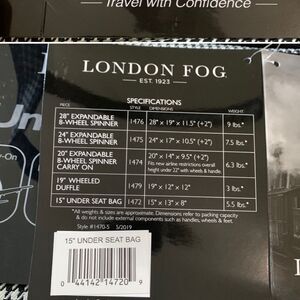 Travel with Confidence
LONDON FOG
EST. 1923
SPECIFICATIONS
PIECE STYLE DIMENSIONS WEIGHT
28" EXPANDABLE
8-WHEEL SPINNER 1476 28" x 19" x 11.5" (+2") 9 lbs.*
24" EXPANDABLE
8-WHEEL SPINNER 1475 24" x 17" x 10.5" (+2") 7.5 lbs.*
20" EXPANDABLE
8-WHEEL SPINNER
CARRY ON 1474 20" x 14" x 9.5" (+2")
Fits new airline restrictions overall
height under 22" with wheels & handle. 6.3 lbs.*
19" WHEELED
DUFFLE 1479 19" x 12" x 12" 3 lbs.*
15" UNDER SEAT BAG 1472 15" x 13" x 8" 5.5 lbs.*
*All weights & sizes are approximate. Dimensions refer to packing capacity
& do not include external components such as handles, wheels & feet.
Style #1470-S 5/2019
15" UNDER SEAT BAG
0 44142 14720 9